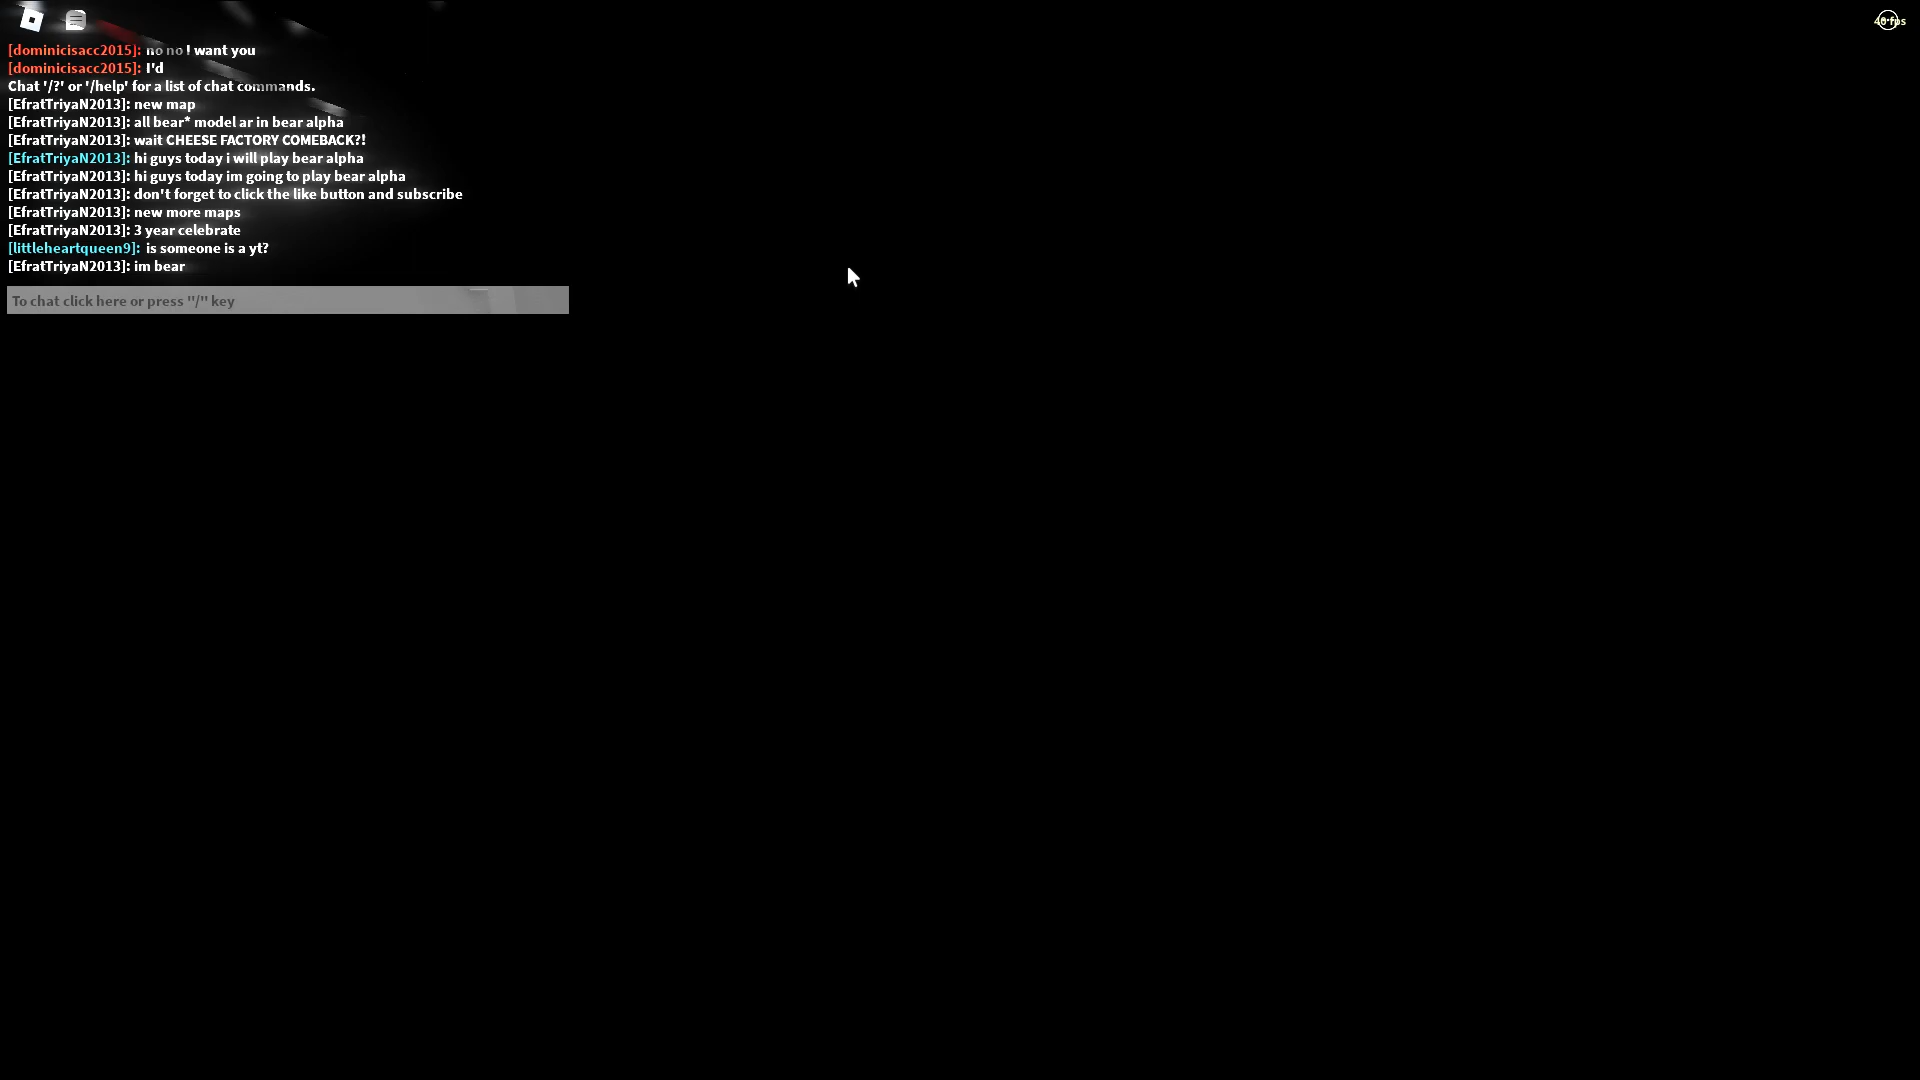 40 fps
[dominicisacc2015]: no no I want you
[dominicisacc2015]: I'd
Chat '/?' or '/help' for a list of chat commands.
[EfratTriyaN2013]: new map
[EfratTriyaN2013]: all bear* model ar in bear alpha
[EfratTriyaN2013]: wait CHEESE FACTORY COMEBACK?!
[EfratTriyaN2013]: hi guys today i will play bear alpha
[EfratTriyaN2013]: hi guys today im going to play bear alpha
[EfratTriyaN2013]: don't forget to click the like button and subscribe
[EfratTriyaN2013]: new more maps
[EfratTriyaN2013]: 3 year celebrate
[littleheartqueen9]: is someone is a yt?
[EfratTriyaN2013]: im bear
To chat click here or press "/" key